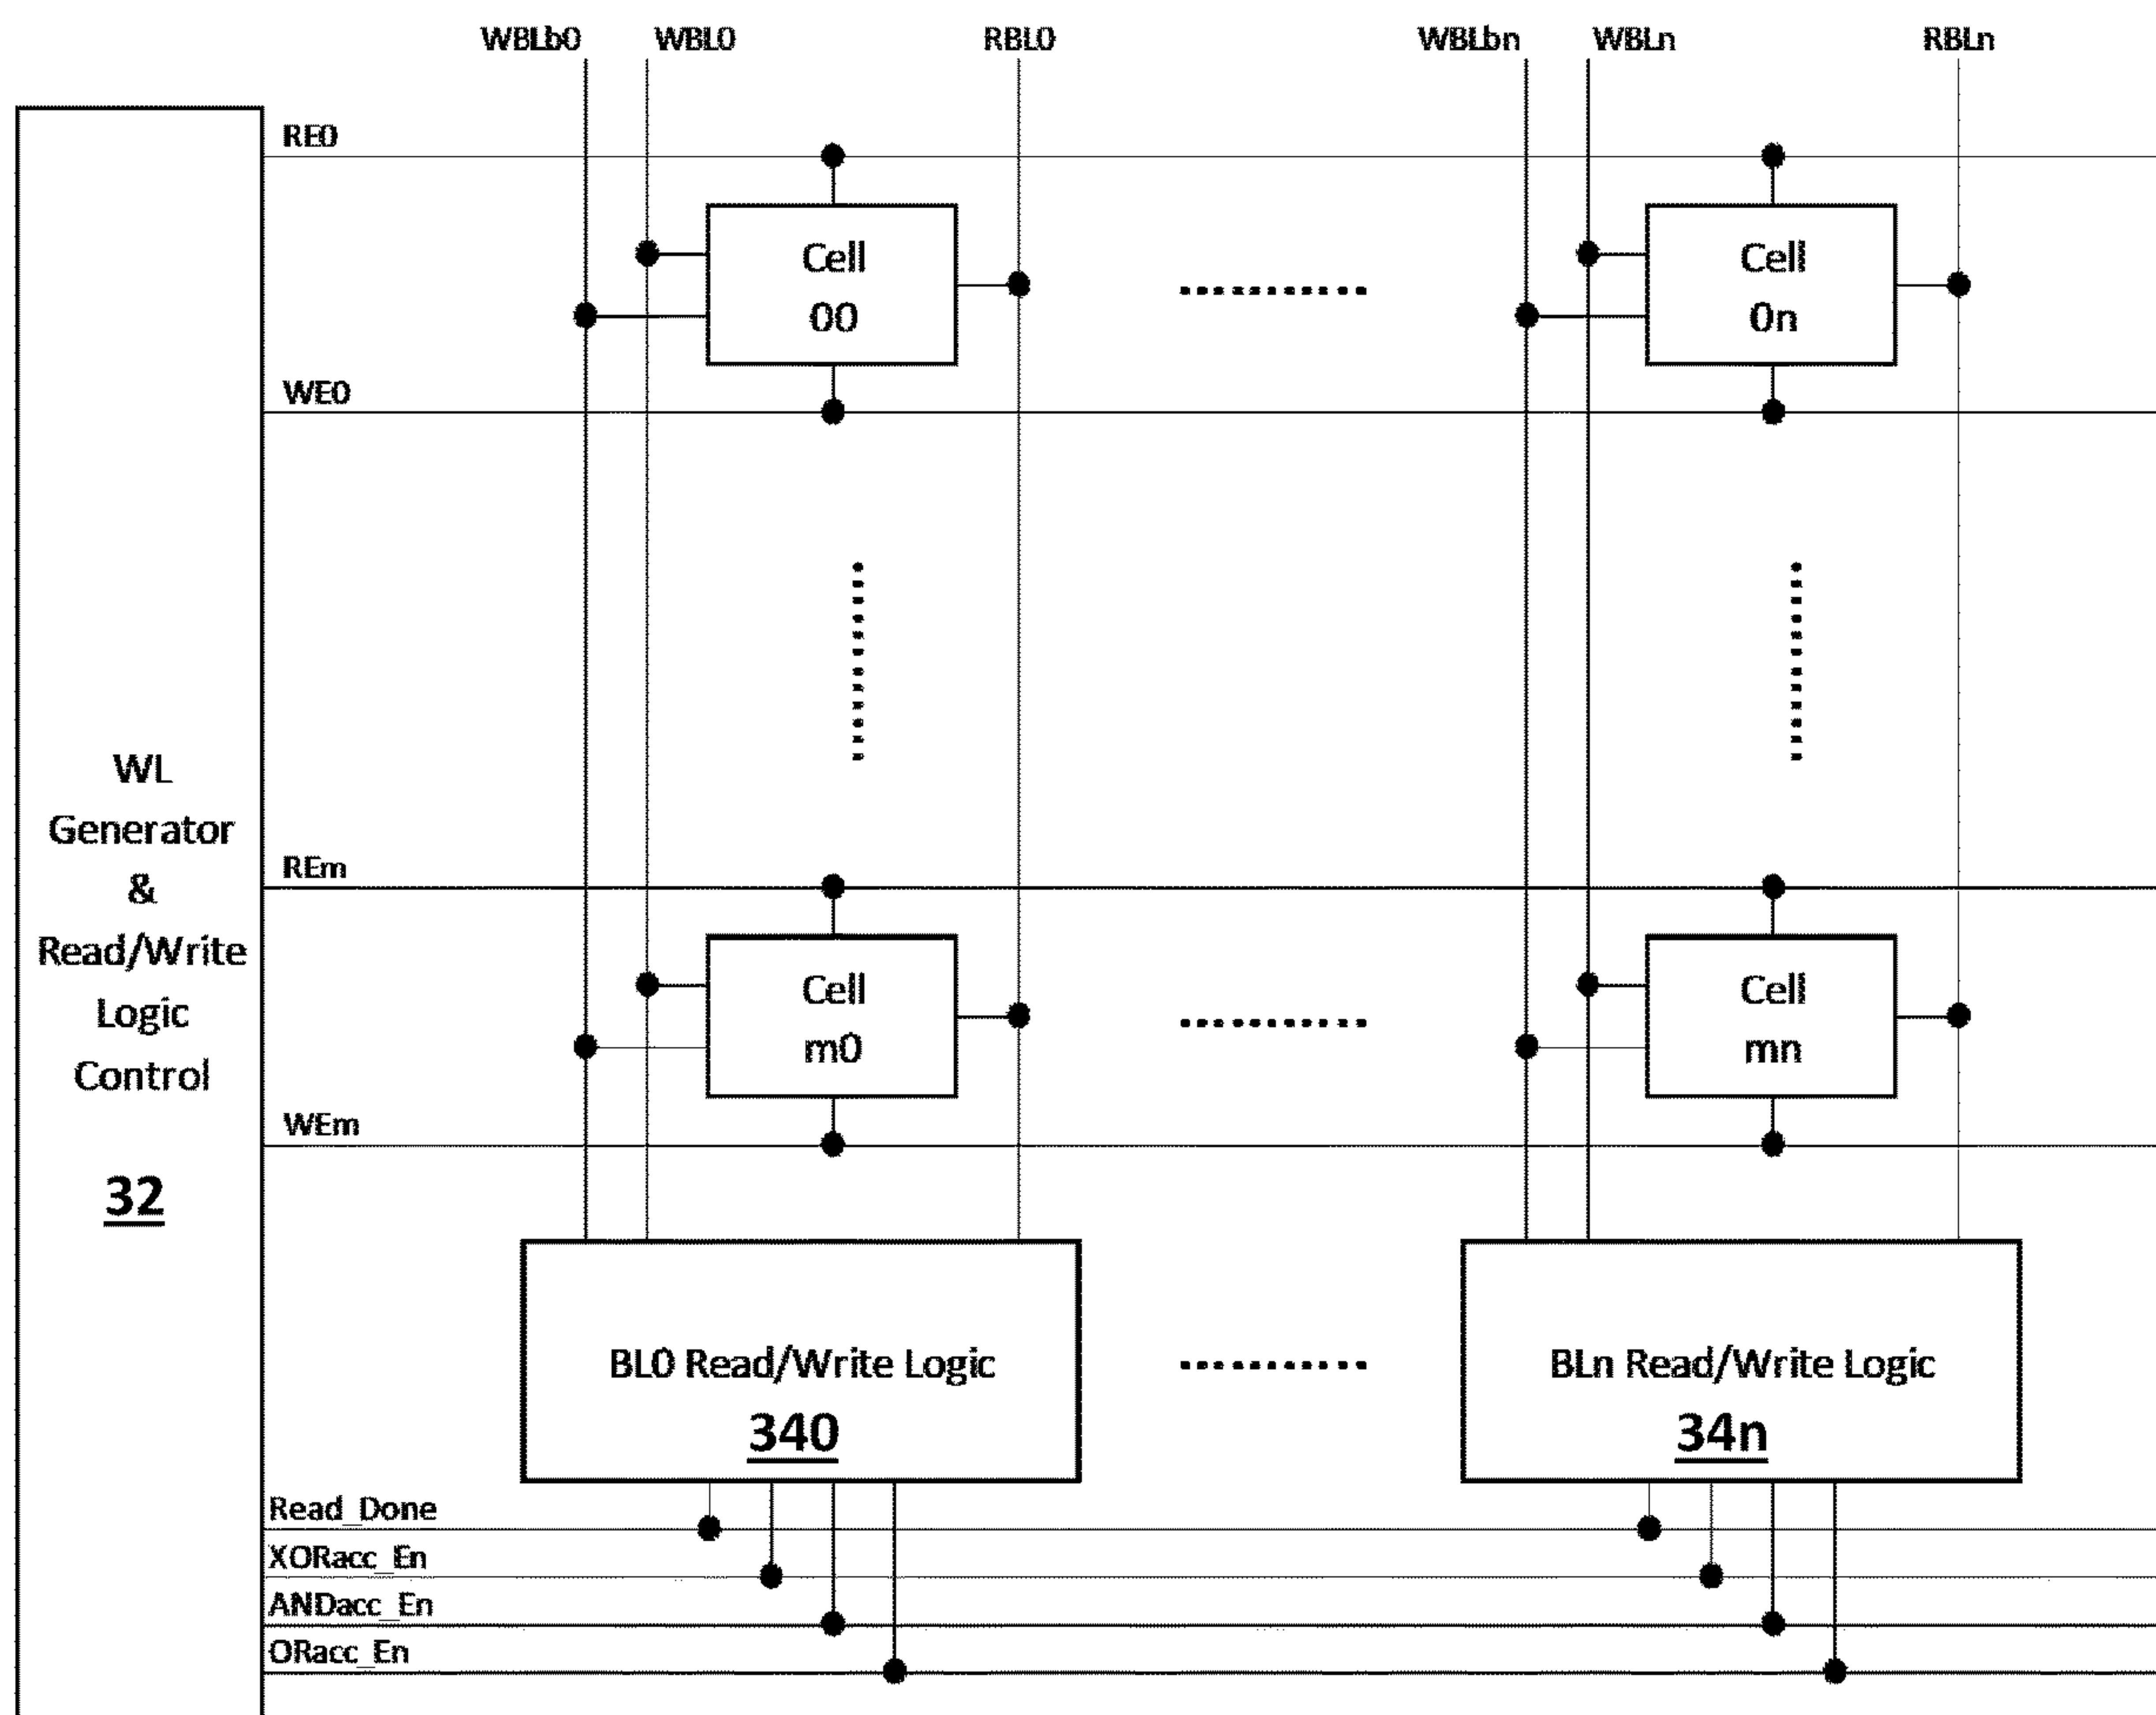 WBLb0 WBL0 RBL0 WBLbn WBLn RBLn
RE0
Cell
00
Cell
0n
WE0
WL
Generator
&
Read/Write
Logic
Control
32
REm
Cell
m0
Cell
mn
WEm
BL0 Read/Write Logic
340
BLn Read/Write Logic
34n
Read_Done
XORacc_En
ANDacc_En
ORacc_En